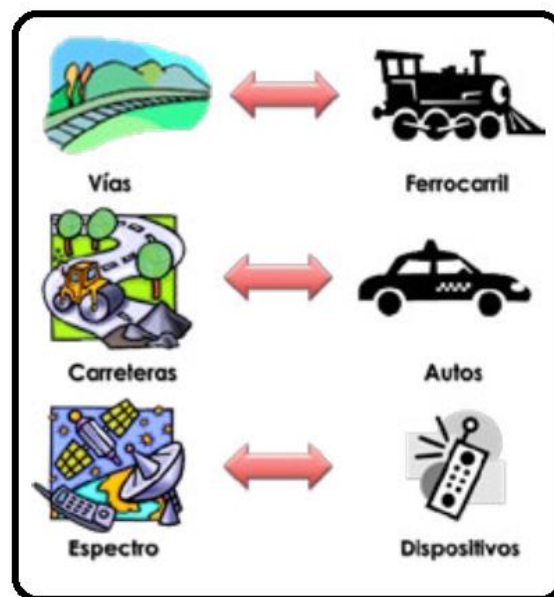 Vías
Ferrocarril
Carreteras
Autos
Espectro
Dispositivos